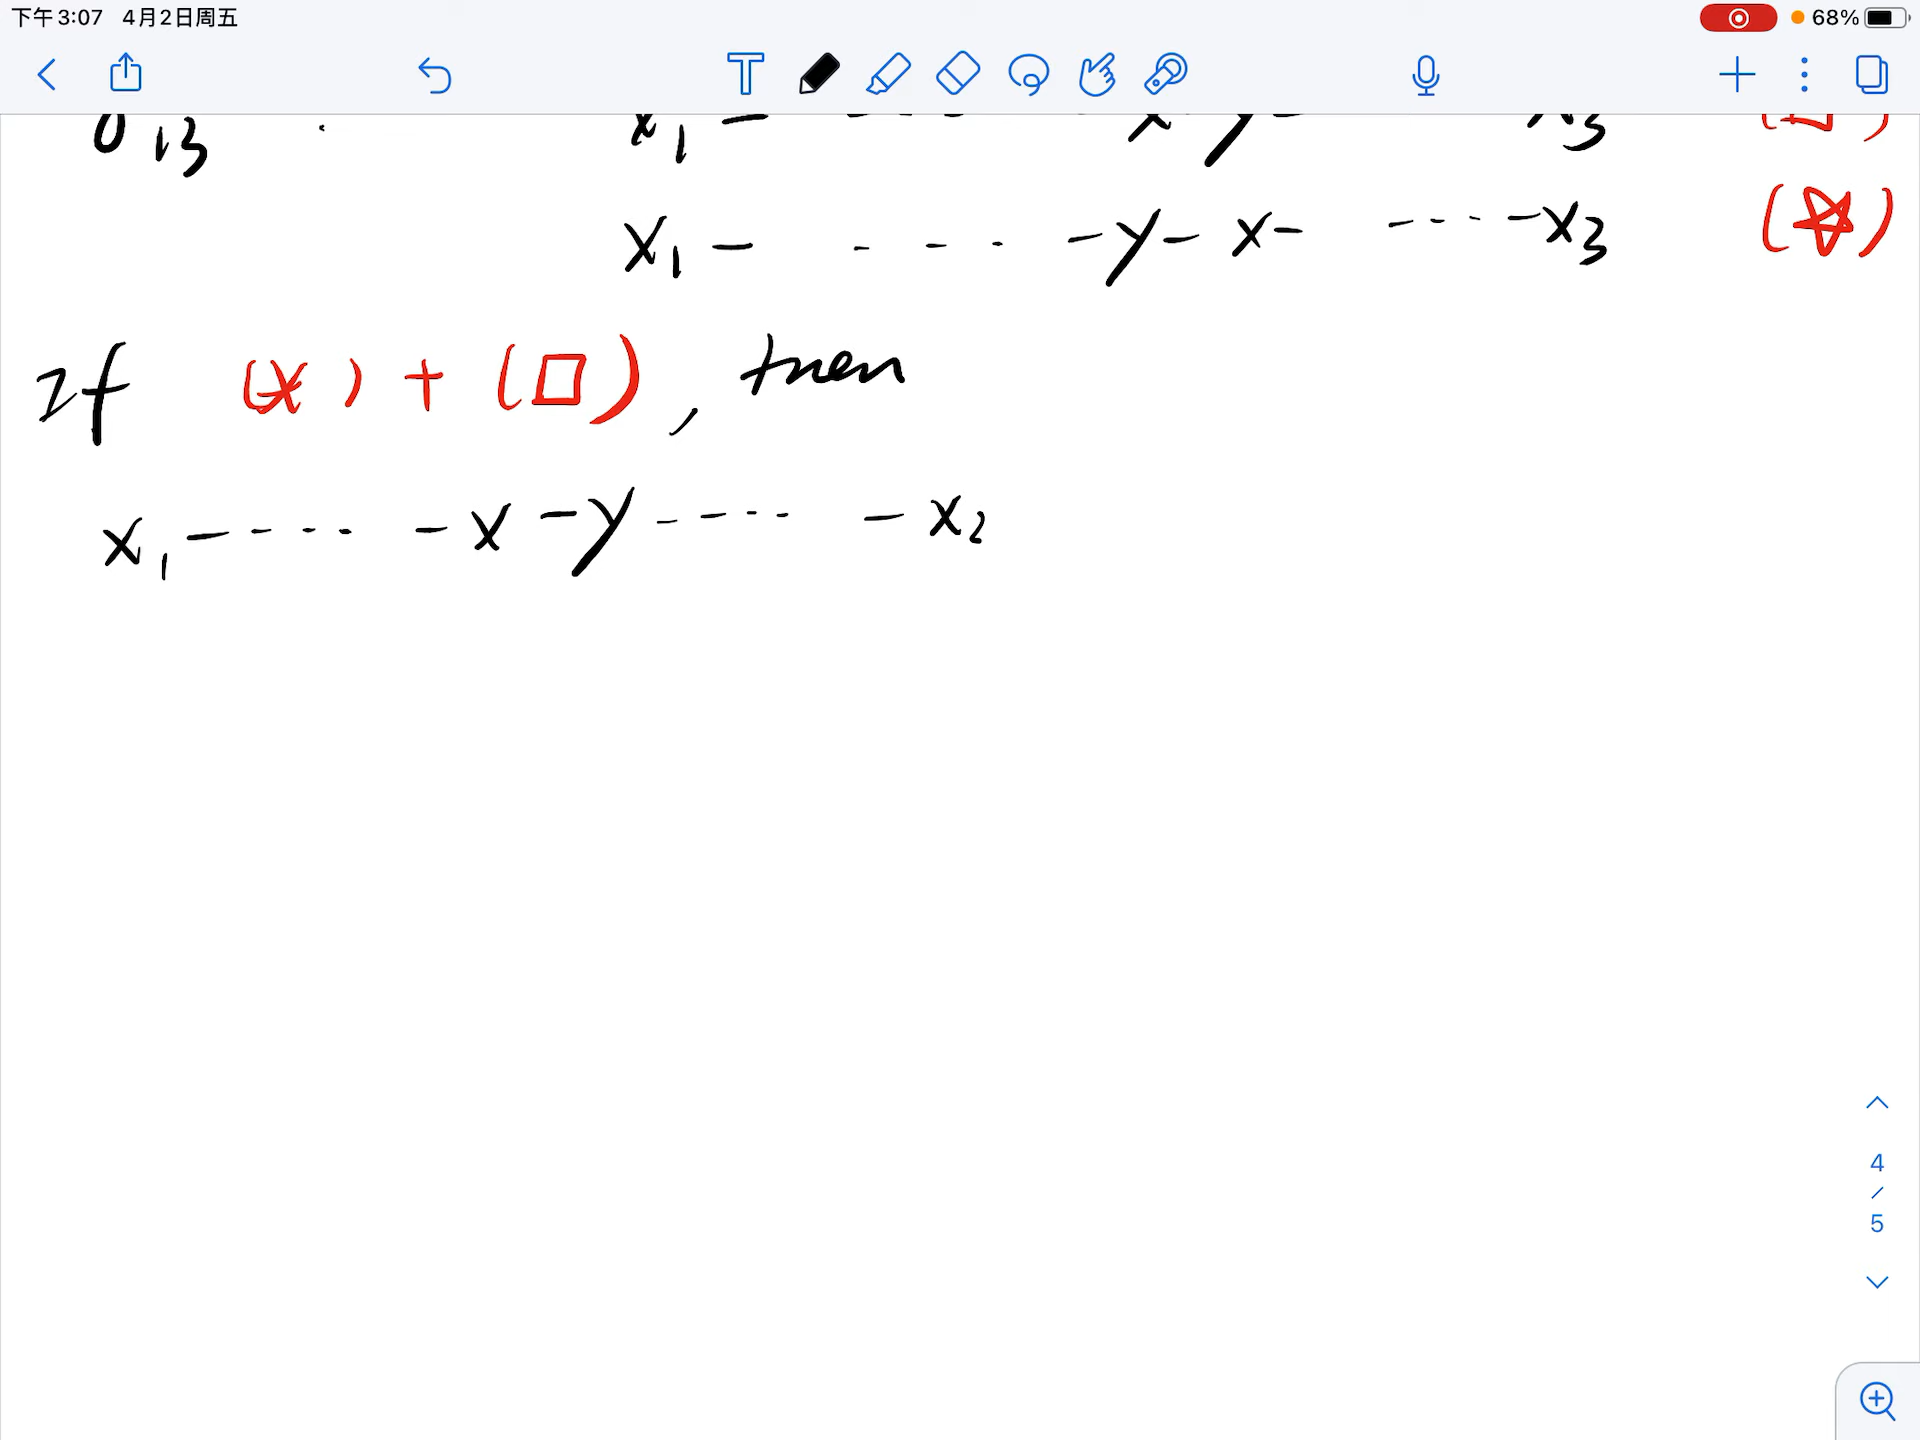 下午3:07 4月2日周五 68%
T
x1 - - - - - y - x - - - - - x3 (☆)
If (*) + (□), then
x1 - - - - - x - y - - - - - x2
4
/
5